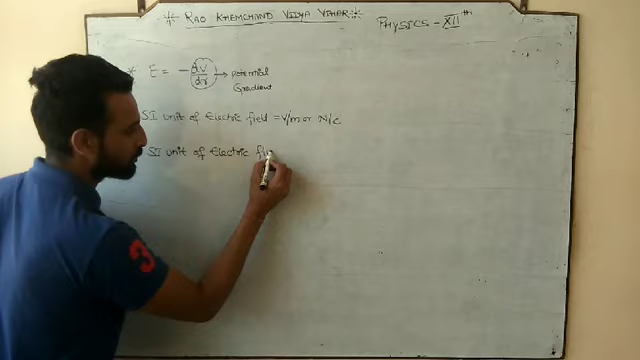 * RAO KHEMCHAND VIDYA VIHAR *
PHYSICS - XII th
* E = - dv/dr → potential
Gradient
SI unit of Electric field = V/m or N/C
SI unit of Electric
3